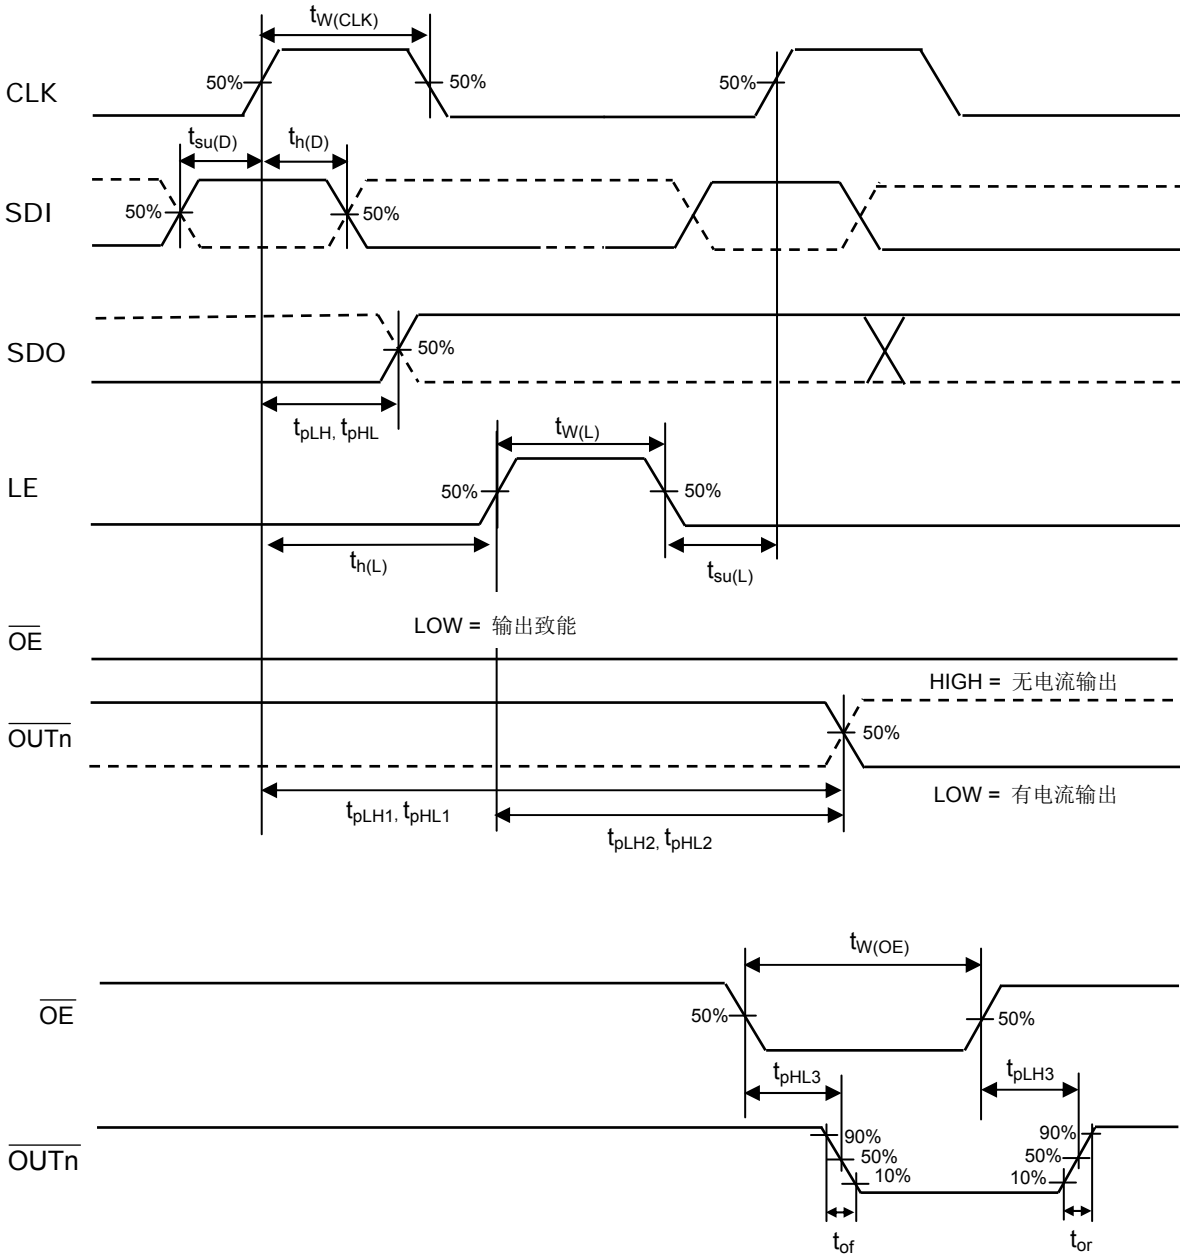 tW(CLK)
CLK
50%
50%
50%
tsu(D)
th(D)
SDI
50%
50%
SDO
50%
tpLH, tpHL
tW(L)
LE
50%
50%
th(L)
tsu(L)
OE
LOW = 输出致能
HIGH = 无电流输出
OUTn
50%
LOW = 有电流输出
tpLH1, tpHL1
tpLH2, tpHL2
tW(OE)
OE
50%
50%
tpHL3
tpLH3
OUTn
90%
50%
10%
90%
50%
10%
tof
tor